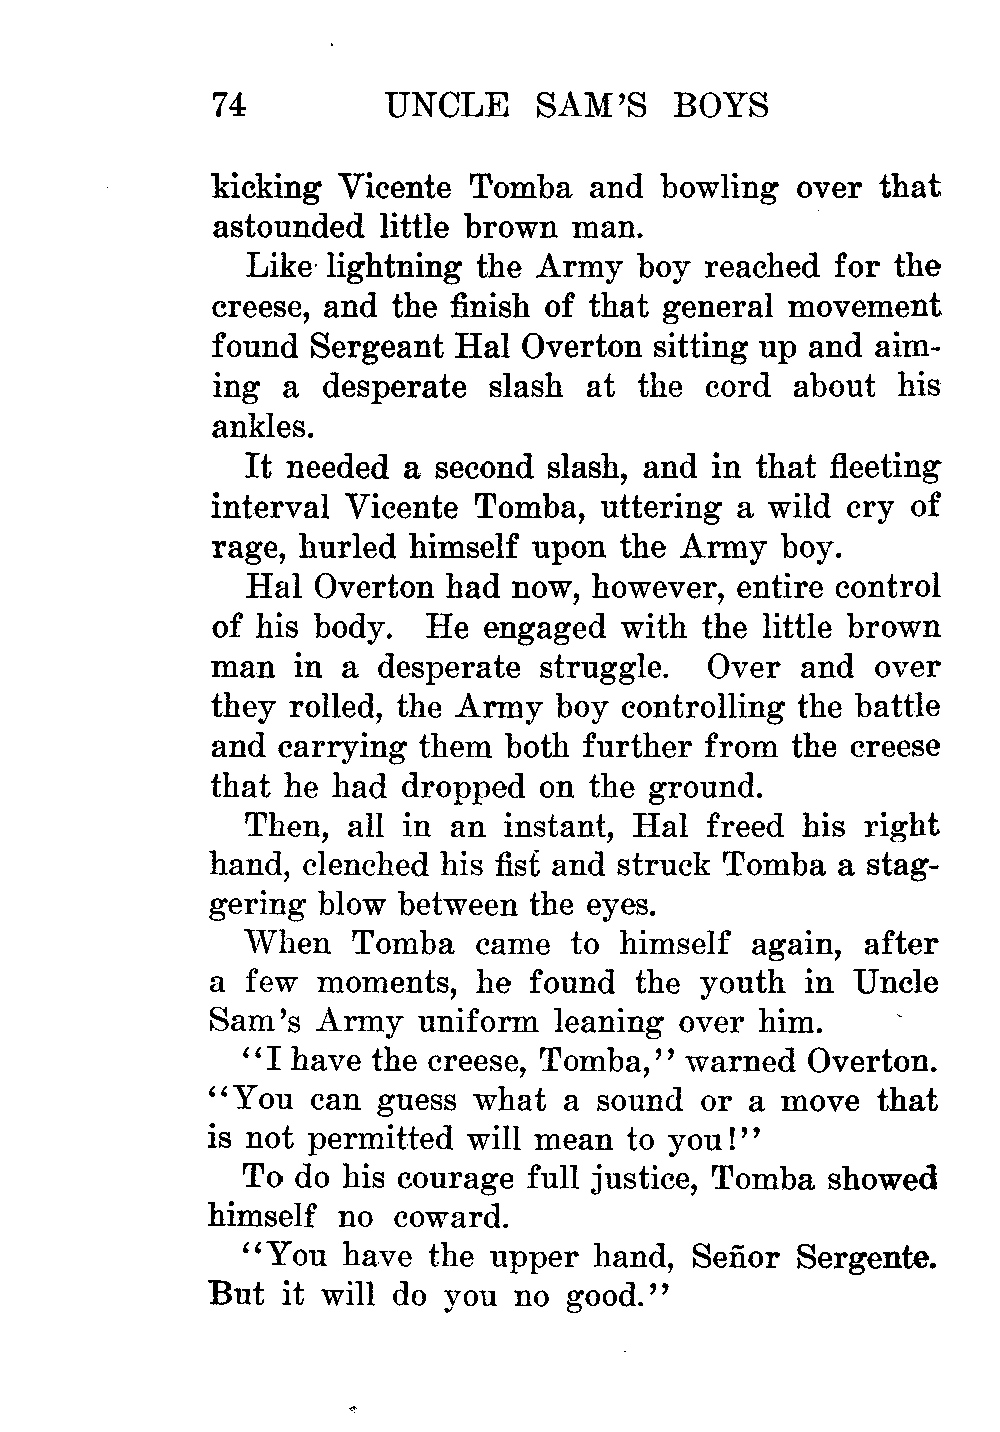 74 UNCLE SAM'S BOYS
kicking Vicente Tomba and bowling over that
astounded little brown man.
Like lightning the Army boy reached for the
creese, and the finish of that general movement
found Sergeant Hal Overton sitting up and aim-
ing a desperate slash at the cord about his
ankles.
It needed a second slash, and in that fleeting
interval Vicente Tomba, uttering a wild cry of
rage, hurled himself upon the Army boy.
Hal Overton had now, however, entire control
of his body. He engaged with the little brown
man in a desperate struggle. Over and over
they rolled, the Army boy controlling the battle
and carrying them both further from the creese
that he had dropped on the ground.
Then, all in an instant, Hal freed his right
hand, clenched his fist and struck Tomba a stag-
gering blow between the eyes.
When Tomba came to himself again, after
a few moments, he found the youth in Uncle
Sam's Army uniform leaning over him.
"I have the creese, Tomba," warned Overton.
"You can guess what a sound or a move that
is not permitted will mean to you!"
To do his courage full justice, Tomba showed
himself no coward.
"You have the upper hand, Señor Sergente.
But it will do you no good."